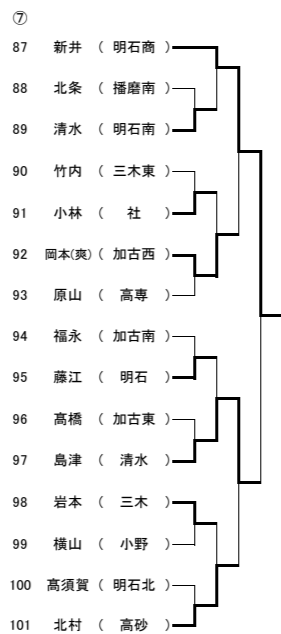 ⑦
87 新井 ( 明石商 )
88 北条 ( 播磨南 )
89 清水 ( 明石南 )
90 竹内 ( 三木東 )
91 小林 ( 社 )
92 岡本(爽) ( 加古西 )
93 原山 ( 高専 )
94 福永 ( 加古南 )
95 藤江 ( 明石 )
96 髙橋 ( 加古東 )
97 島津 ( 清水 )
98 岩本 ( 三木 )
99 横山 ( 小野 )
100 髙須賀 ( 明石北 )
101 北村 ( 高砂 )